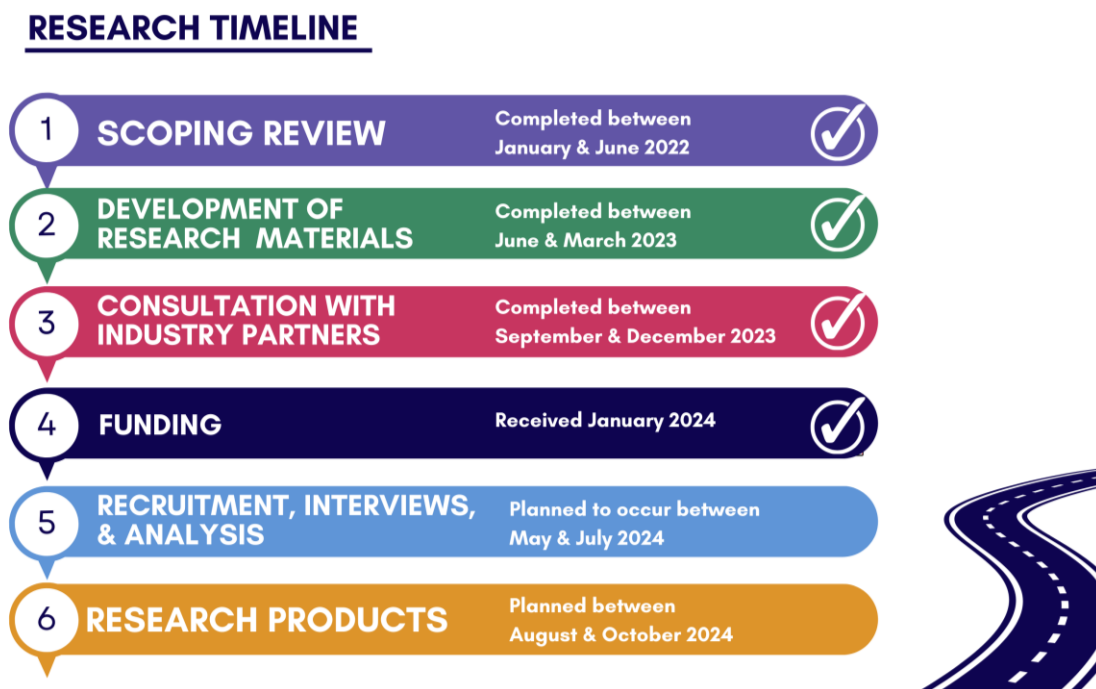 RESEARCH TIMELINE
1
SCOPING REVIEW
Completed between
January & June 2022
2
DEVELOPMENT OF
RESEARCH MATERIALS
Completed between
June & March 2023
3
CONSULTATION WITH
INDUSTRY PARTNERS
Completed between
September & December 2023
4
FUNDING
Received January 2024
5
RECRUITMENT, INTERVIEWS,
& ANALYSIS
Planned to occur between
May & July 2024
6
RESEARCH PRODUCTS
Planned between
August & October 2024